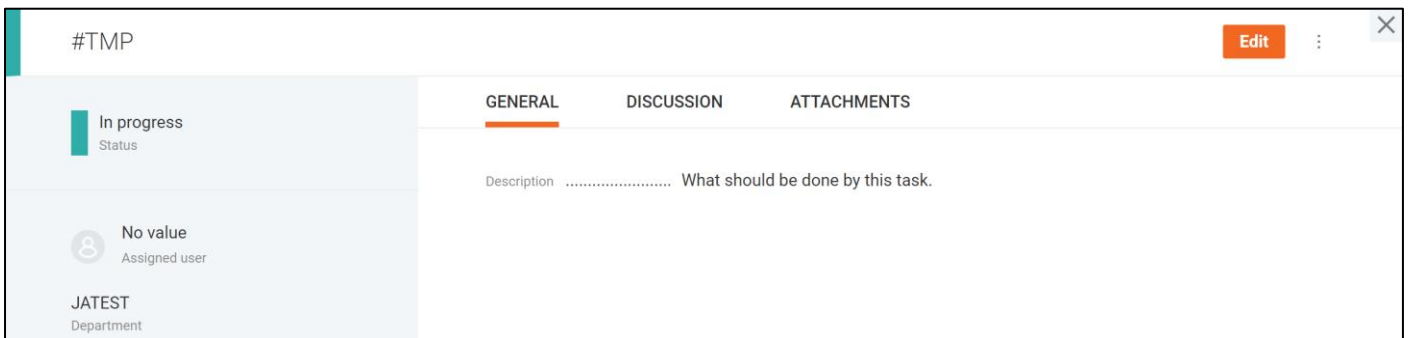 #TMP
Edit
In progress
Status
No value
Assigned user
JATEST
Department
GENERAL DISCUSSION ATTACHMENTS
Description ........................ What should be done by this task.